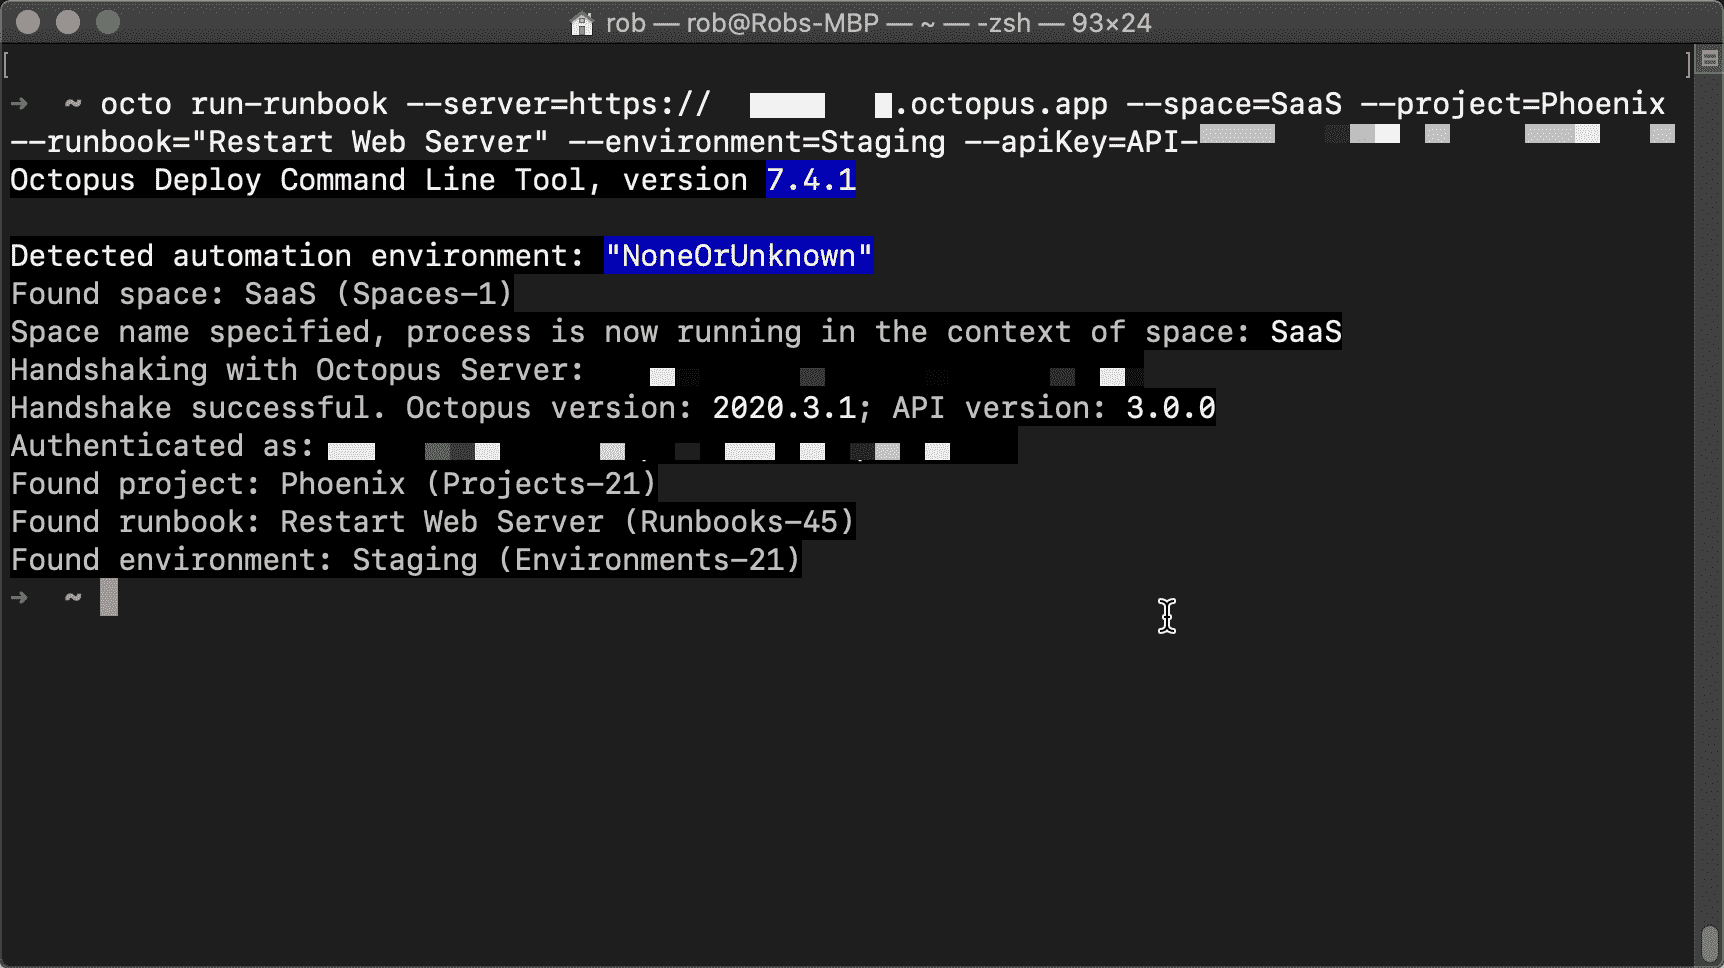 rob — rob@Robs-MBP — ~ — -zsh — 93×24
[ ]
→ ~ octo run-runbook --server=https:// .octopus.app --space=SaaS --project=Phoenix
--runbook="Restart Web Server" --environment=Staging --apiKey=API-
Octopus Deploy Command Line Tool, version 7.4.1
Detected automation environment: "NoneOrUnknown"
Found space: SaaS (Spaces-1)
Space name specified, process is now running in the context of space: SaaS
Handshaking with Octopus Server:
Handshake successful. Octopus version: 2020.3.1; API version: 3.0.0
Authenticated as:
Found project: Phoenix (Projects-21)
Found runbook: Restart Web Server (Runbooks-45)
Found environment: Staging (Environments-21)
→ ~